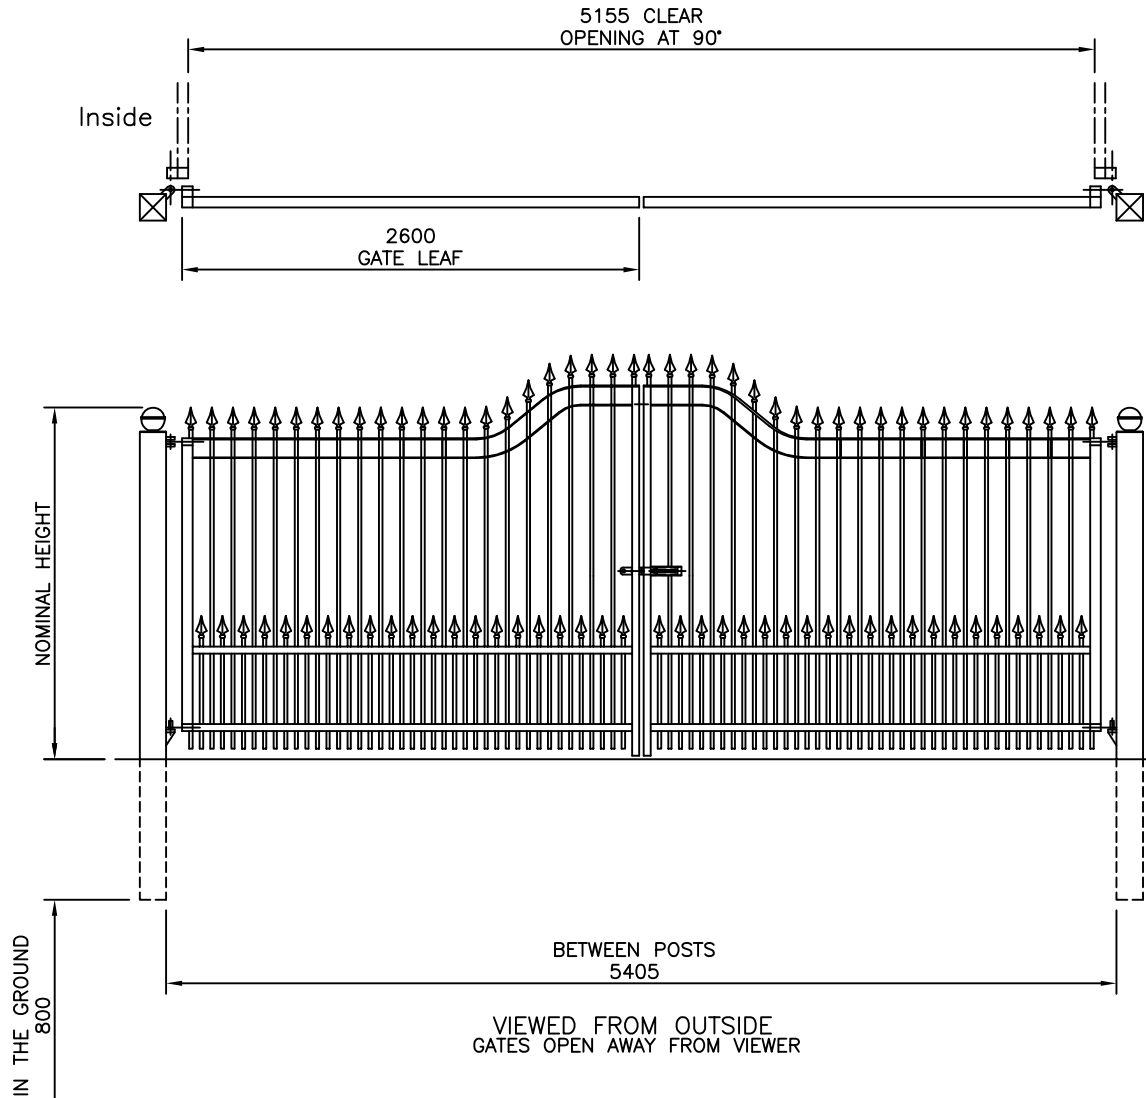 5155 CLEAR
OPENING AT 90°
Inside
2600
GATE LEAF
NOMINAL HEIGHT
IN THE GROUND
800
BETWEEN POSTS
5405
VIEWED FROM OUTSIDE
GATES OPEN AWAY FROM VIEWER